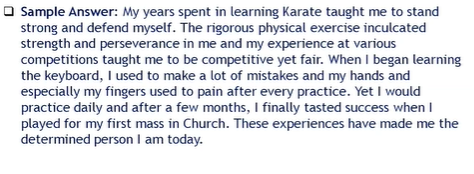 ❑ Sample Answer: My years spent in learning Karate taught me to stand
strong and defend myself. The rigorous physical exercise inculcated
strength and perseverance in me and my experience at various
competitions taught me to be competitive yet fair. When I began learning
the keyboard, I used to make a lot of mistakes and my hands and
especially my fingers used to pain after every practice. Yet I would
practice daily and after a few months, I finally tasted success when I
played for my first mass in Church. These experiences have made me the
determined person I am today.